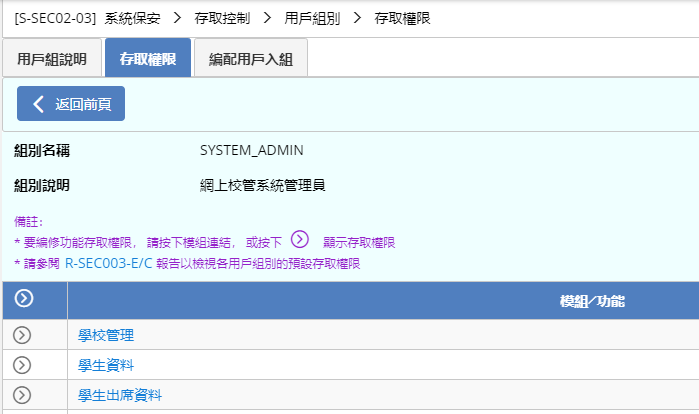 [S-SEC02-03] 系統保安 > 存取控制 > 用戶組別 > 存取權限
用戶組說明 存取權限 編配用戶入組
返回前頁
組別名稱 SYSTEM_ADMIN
組別說明 網上校管系統管理員
備註:
* 要編修功能存取權限, 請按下模組連結, 或按下 顯示存取權限
* 請參閱 R-SEC003-E/C 報告以檢視各用戶組別的預設存取權限
模組/功能
學校管理
學生資料
學生出席資料